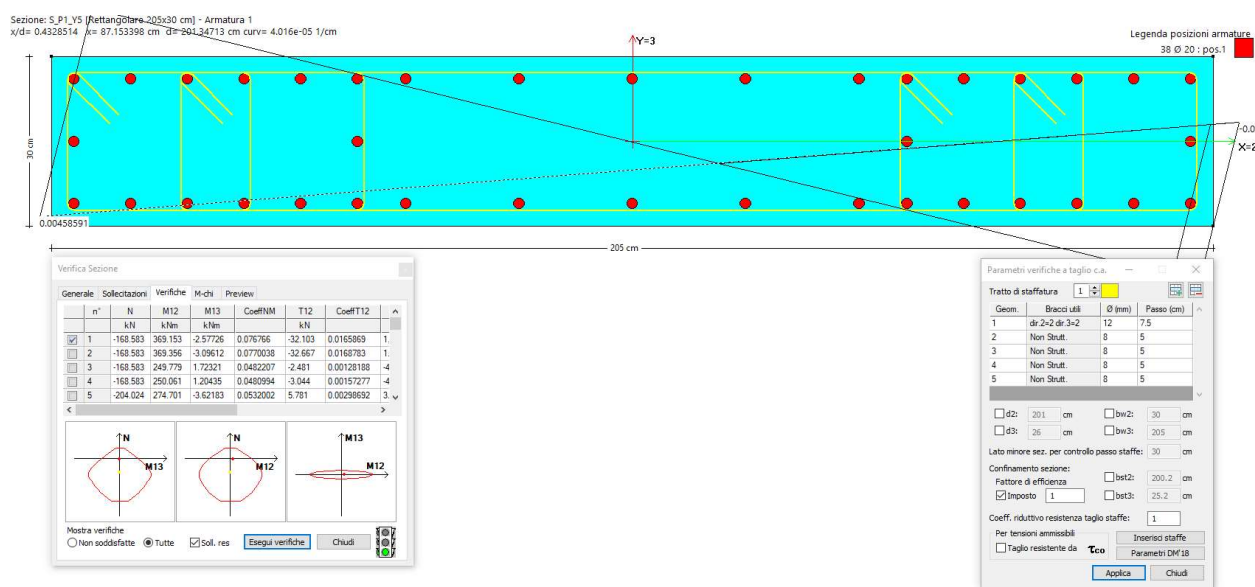 Sezione: S_P1_Y5 [Rettangolare 205x30 cm] - Armatura 1
x/d= 0.4328514 x= 87.153398 cm d= 201.34713 cm curv= 4.016e-05 1/cm
Y=3
Legenda posizioni armature
38 Ø 20 : pos.1
30 cm
-0.0
X=2
0.00458591
205 cm
Verifica Sezione
Generale Sollecitazioni Verifiche M-chi Preview
n° N M12 M13 CoeffNM T12 CoeffT12
kN kNm kNm kN
1 -168.583 369.153 -2.57726 0.076766 -32.103 0.0165869 1.
2 -168.583 369.356 -3.09612 0.0770038 -32.667 0.0168783 1.
3 -168.583 249.779 1.72321 0.0482207 -2.481 0.00128188 -4
4 -168.583 250.061 1.20435 0.0480994 -3.044 0.00157277 -4
5 -204.024 274.701 -3.62183 0.0532002 5.781 0.00298692 3.
N
M13
N
M12
M13
M12
Mostra verifiche
Non soddisfatte Tutte Soll. res Esegui verifiche Chiudi
Parametri verifiche a taglio c.a.
Tratto di staffatura 1
Geom. Bracci utili Ø (mm) Passo (cm)
1 dir.2=2 dir.3=2 12 7.5
2 Non Strutt. 8 5
3 Non Strutt. 8 5
4 Non Strutt. 8 5
5 Non Strutt. 8 5
d2: 201 cm bw2: 30 cm
d3: 26 cm bw3: 205 cm
Lato minore sez. per controllo passo staffe: 30 cm
Confinamento sezione:
Fattore di efficienza
bst2: 200.2 cm
Imposto 1 bst3: 25.2 cm
Coeff. riduttivo resistenza taglio staffe: 1
Per tensioni ammissibili
Taglio resistente da τco
Inserisci staffe
Parametri DM'18
Applica Chiudi